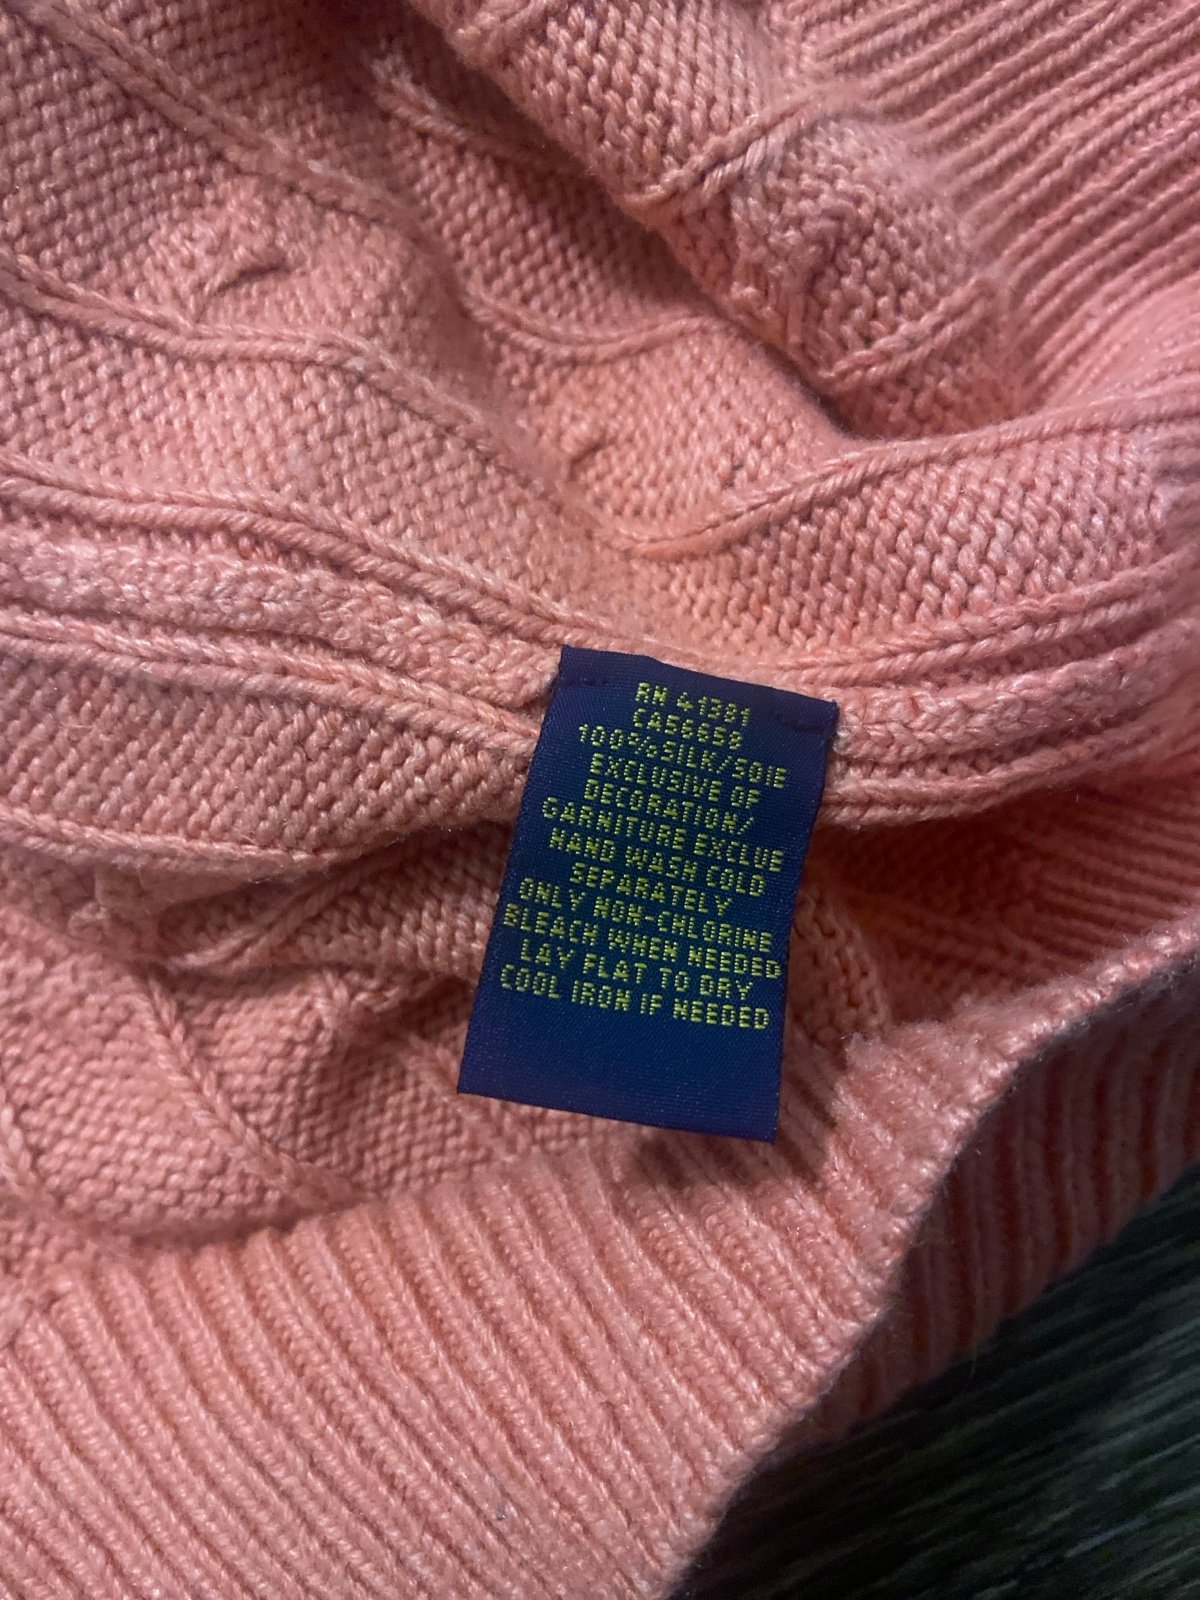 RN 41381
CA56659
100%SILK/SOIE
EXCLUSIVE OF
DECORATION/
GARNITURE EXCLUE
HAND WASH COLD
SEPARATELY
ONLY NON-CHLORINE
BLEACH WHEN NEEDED
LAY FLAT TO DRY
COOL IRON IF NEEDED